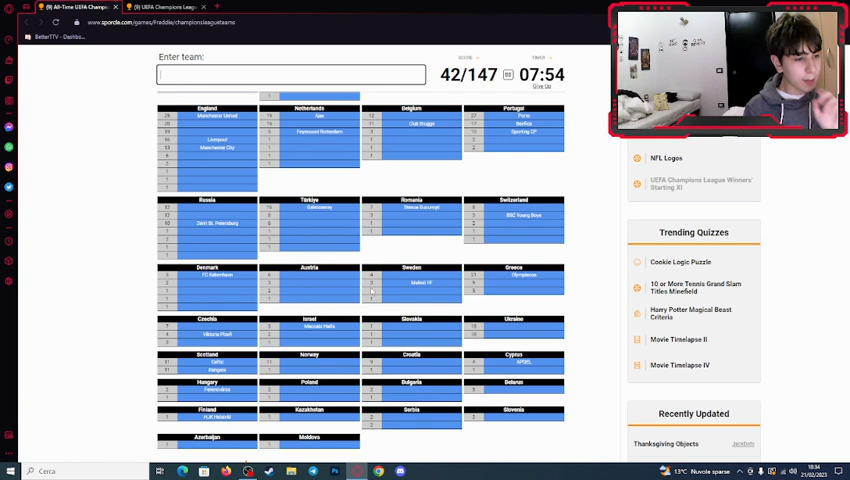 (9) All-Time UEFA Champi
(9) UEFA Champions Leag
www.sporcle.com/games/Freddie/championsleagueteams
BetterTTV - Dashbo...
Enter team:
SCORE
TIMER
42/147
07:54
Give Up
England
Netherlands
Belgium
Portugal
Manchester United
Ajax
Club Brugge
Porto
Benfica
Feyenoord Rotterdam
Sporting CP
Liverpool
Manchester City
Russia
Türkiye
Romania
Switzerland
Galatasaray
Steaua Bucureşti
BSC Young Boys
Zenit St. Petersburg
Denmark
Austria
Sweden
Greece
FC København
Olympiacos
Malmö FF
Czechia
Israel
Slovakia
Ukraine
Maccabi Haifa
Viktoria Plzeň
Scotland
Norway
Croatia
Cyprus
Celtic
APOEL
Rangers
Hungary
Poland
Bulgaria
Belarus
Ferencváros
Finland
Kazakhstan
Serbia
Slovenia
HJK Helsinki
Azerbaijan
Moldova
NFL Logos
UEFA Champions League Winners'
Starting XI
Trending Quizzes
Cookie Logic Puzzle
10 or More Tennis Grand Slam
Titles Minefield
Harry Potter Magical Beast
Criteria
Movie Timelapse II
Movie Timelapse IV
Recently Updated
Thanksgiving Objects
JackDots
Cerca
13°C Nuvole sparse
18:34
21/02/2023